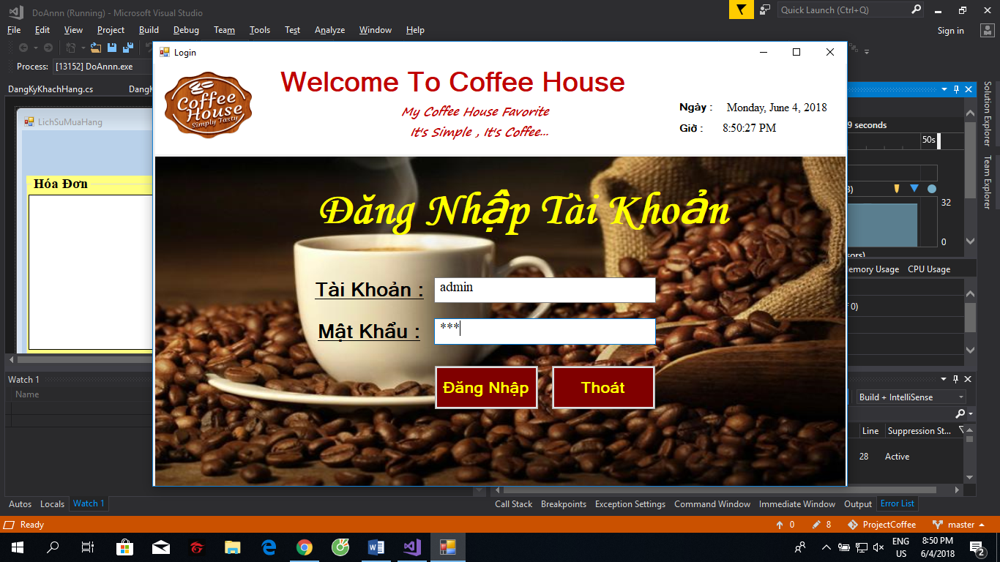 DoAnnn (Running) - Microsoft Visual Studio
Quick Launch (Ctrl+Q)
File Edit View Project Build Debug Team Tools Test Analyze Window Help
Sign in
Process: [13152] DoAnnn.exe
DangKyKhachHang.cs
LichSuMuaHang
Hóa Đơn
Login
Coffee
House
Simply Tasty
Welcome To Coffee House
My Coffee House Favorite
It's Simple , It's Coffee...
Ngày : Monday, June 4, 2018
Giờ : 8:50:27 PM
Đăng Nhập Tài Khoản
Tài Khoản : admin
Mật Khẩu : ***
Đăng Nhập Thoát
Solution Explorer
Team Explorer
9 seconds
50s
32
0
CPU Usage
Watch 1
Name
Build + IntelliSense
Line Suppression St...
28 Active
Autos Locals Watch 1
Call Stack Breakpoints Exception Settings Command Window Immediate Window Output Error List
Ready
0 8 ProjectCoffee master
ENG
US
8:50 PM
6/4/2018
2